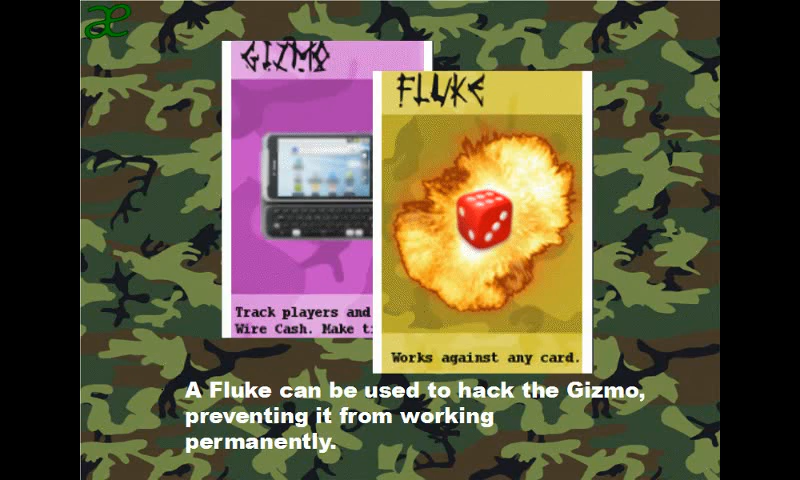 Æ
GIZMO
FLUKE
Track players and
Wire Cash. Make
Works against any card.
A Fluke can be used to hack the Gizmo,
preventing it from working
permanently.